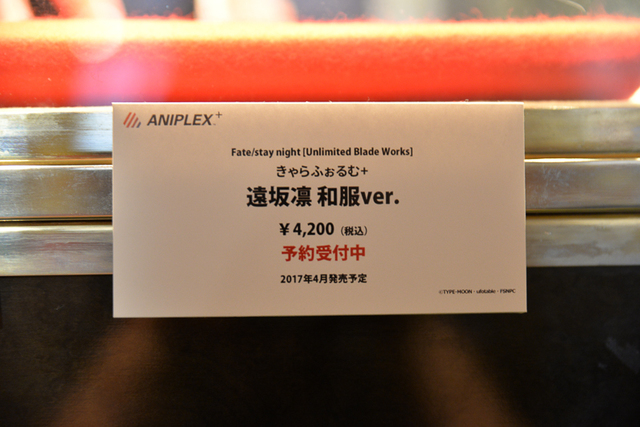 ANIPLEX+
Fate/stay night [Unlimited Blade Works]
きゃらふぉるむ+
遠坂凛 和服ver.
￥4,200（税込）
予約受付中
2017年4月発売予定
©TYPE-MOON・ufotable・FSNPC